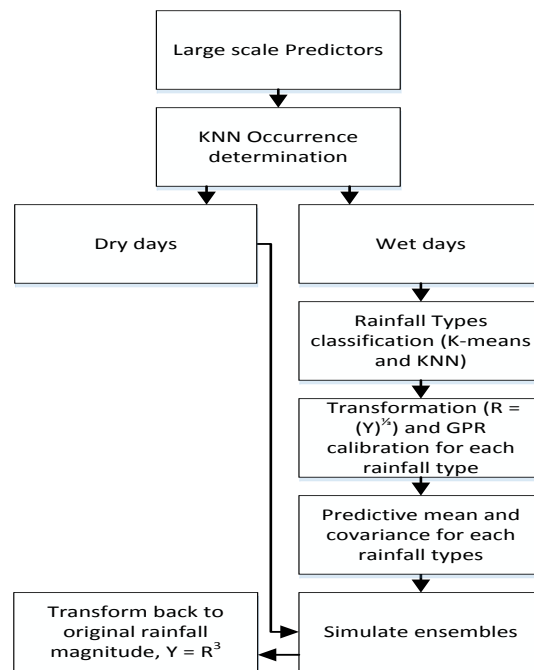 Large scale Predictors
KNN Occurrence
determination
Dry days
Wet days
Rainfall Types
classification (K-means
and KNN)
Transformation (R =
(Y)^⅓) and GPR
calibration for each
rainfall type
Predictive mean and
covariance for each
rainfall types
Transform back to
original rainfall
magnitude, Y = R³
Simulate ensembles